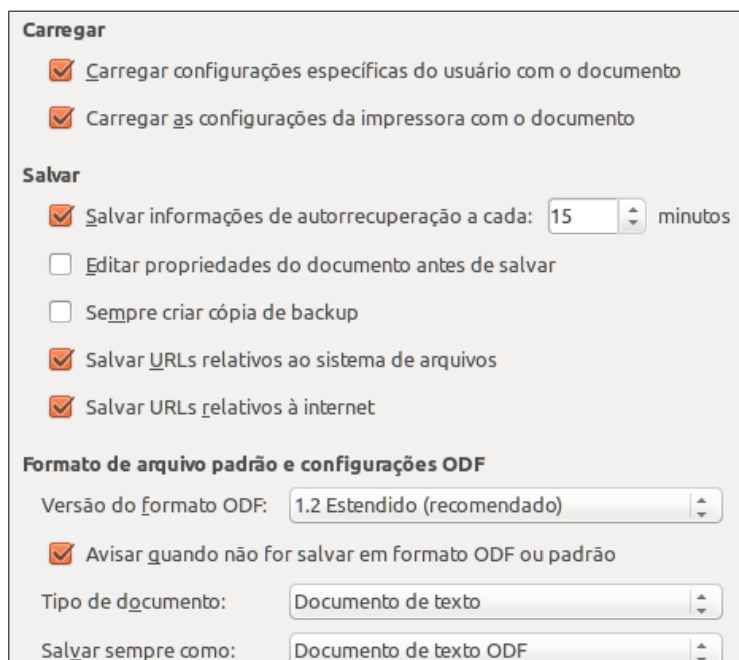 Carregar
Carregar configurações específicas do usuário com o documento
Carregar as configurações da impressora com o documento
Salvar
Salvar informações de autorrecuperação a cada: 15 minutos
Editar propriedades do documento antes de salvar
Sempre criar cópia de backup
Salvar URLs relativos ao sistema de arquivos
Salvar URLs relativos à internet
Formato de arquivo padrão e configurações ODF
Versão do formato ODF: 1.2 Estendido (recomendado)
Avisar quando não for salvar em formato ODF ou padrão
Tipo de documento: Documento de texto
Salvar sempre como: Documento de texto ODF